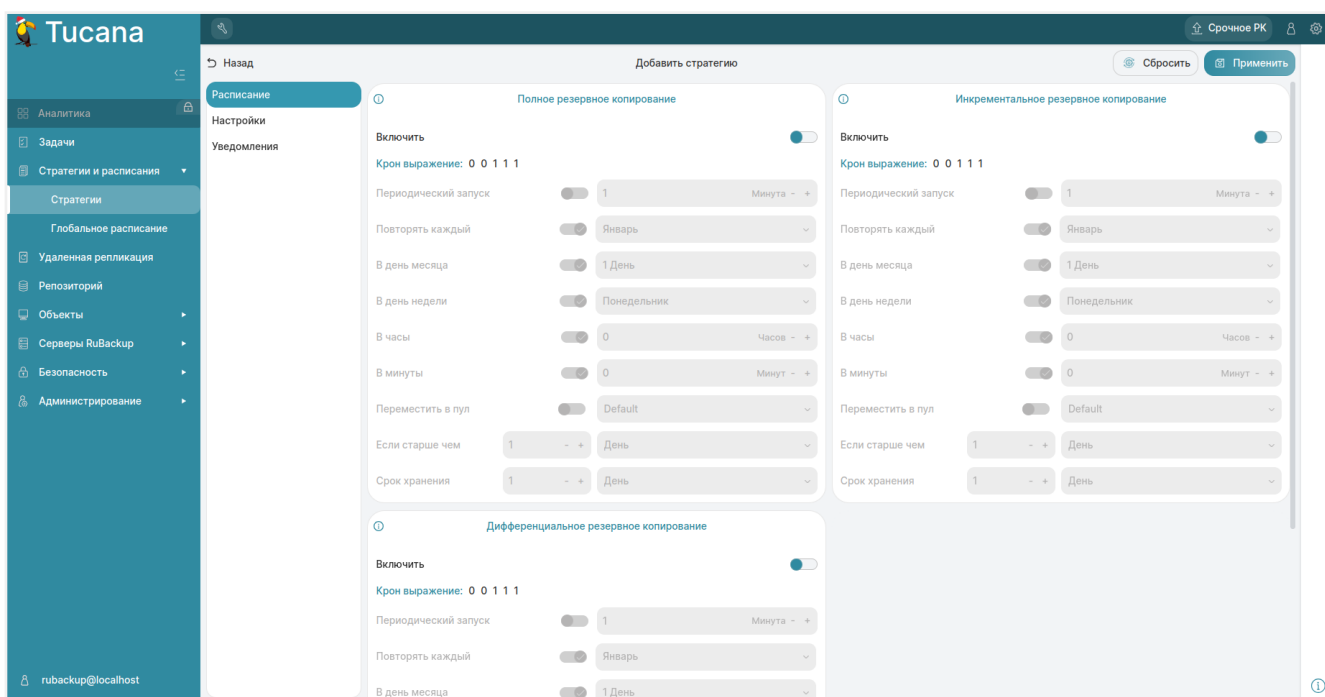 Tucana
Срочное РК
Назад
Добавить стратегию
Сбросить
Применить
Аналитика
Задачи
Стратегии и расписания
Стратегии
Глобальное расписание
Удаленная репликация
Репозиторий
Объекты
Серверы RuBackup
Безопасность
Администрирование
rubackup@localhost
Расписание
Настройки
Уведомления
Полное резервное копирование
Включить
Крон выражение: 0 0 1 1 1
Периодический запуск 1 Минута - +
Повторять каждый Январь
В день месяца 1 День
В день недели Понедельник
В часы 0 Часов - +
В минуты 0 Минут - +
Переместить в пул Default
Если старше чем 1 - + День
Срок хранения 1 - + День
Инкрементальное резервное копирование
Включить
Крон выражение: 0 0 1 1 1
Периодический запуск 1 Минута - +
Повторять каждый Январь
В день месяца 1 День
В день недели Понедельник
В часы 0 Часов - +
В минуты 0 Минут - +
Переместить в пул Default
Если старше чем 1 - + День
Срок хранения 1 - + День
Дифференциальное резервное копирование
Включить
Крон выражение: 0 0 1 1 1
Периодический запуск 1 Минута - +
Повторять каждый Январь
В день месяца 1 День